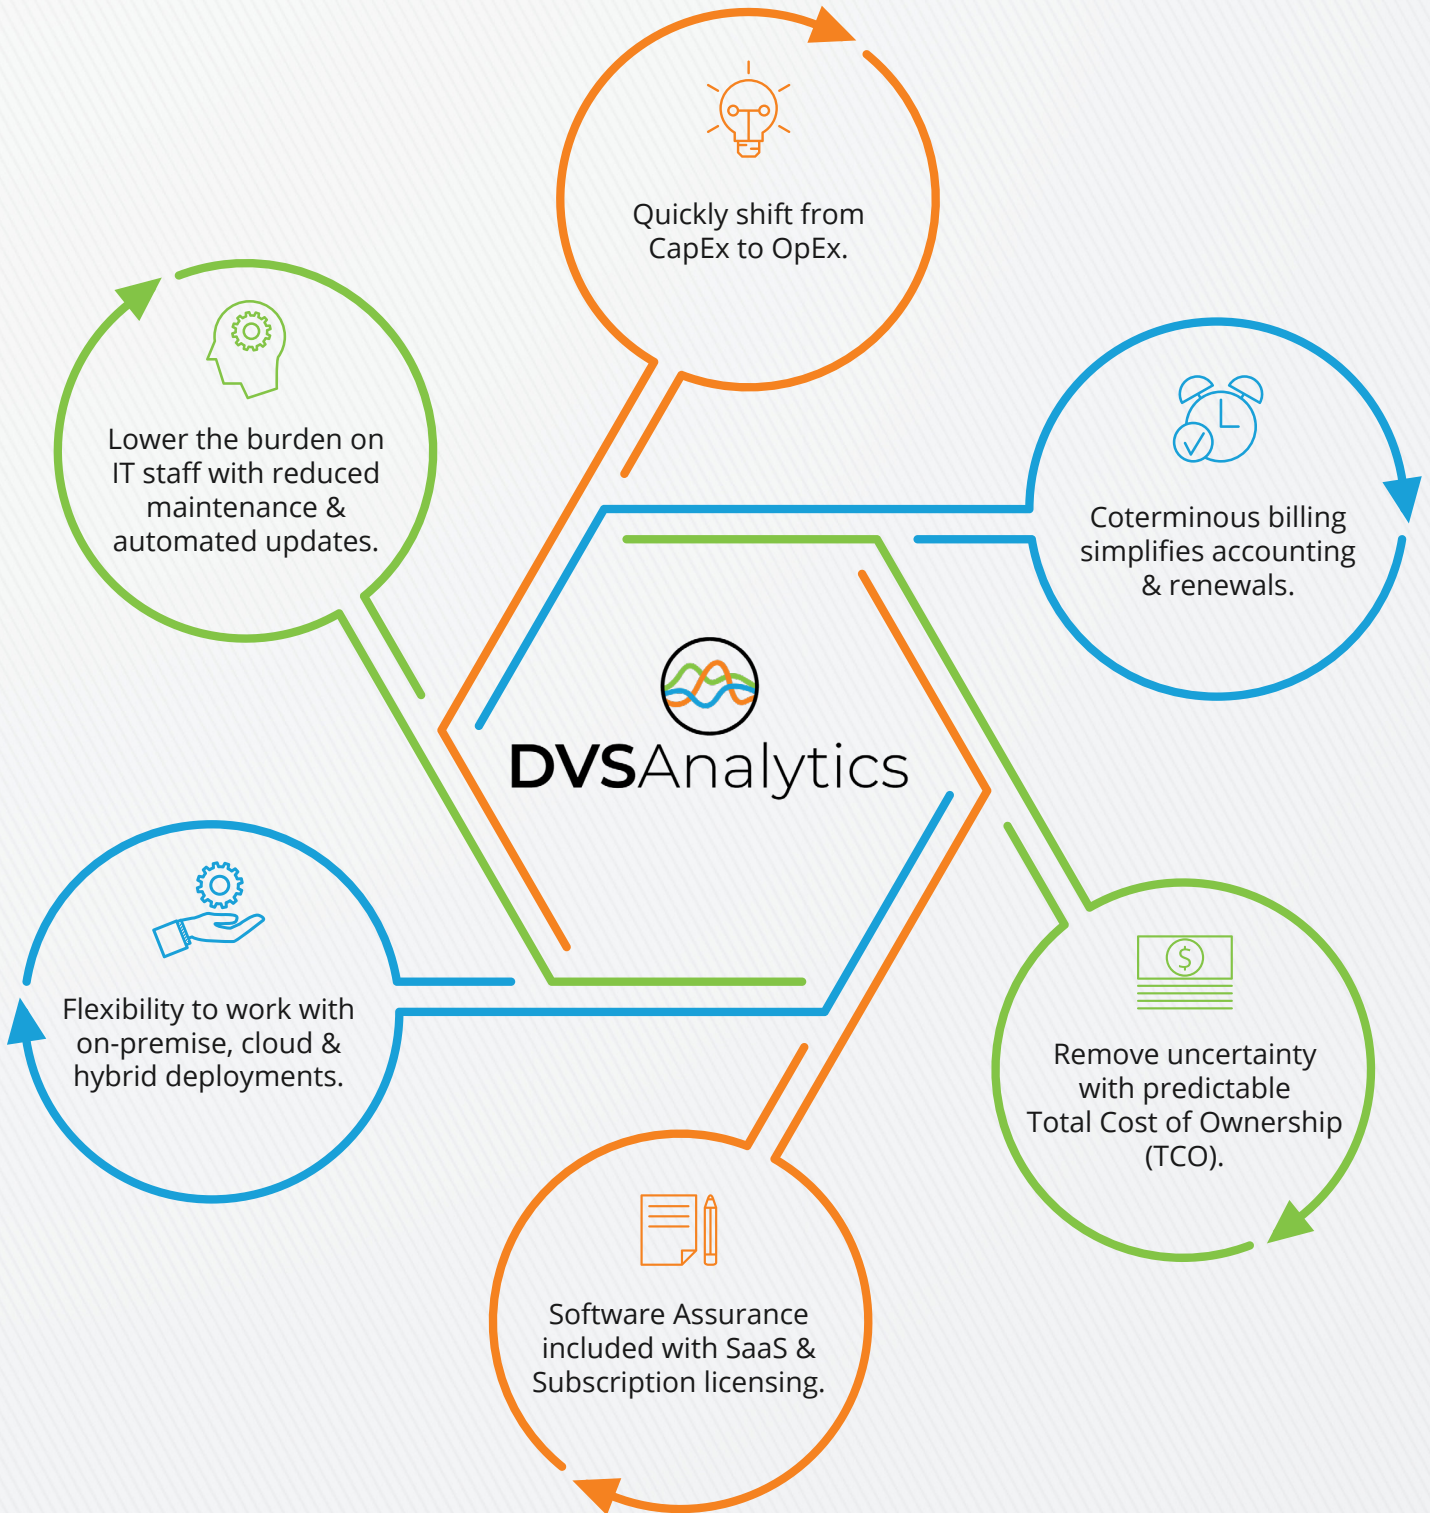 Quickly shift from
CapEx to OpEx.
Lower the burden on
IT staff with reduced
maintenance &
automated updates.
Coterminous billing
simplifies accounting
& renewals.
DVSAnalytics
Flexibility to work with
on-premise, cloud &
hybrid deployments.
$
Remove uncertainty
with predictable
Total Cost of Ownership
(TCO).
Software Assurance
included with SaaS &
Subscription licensing.